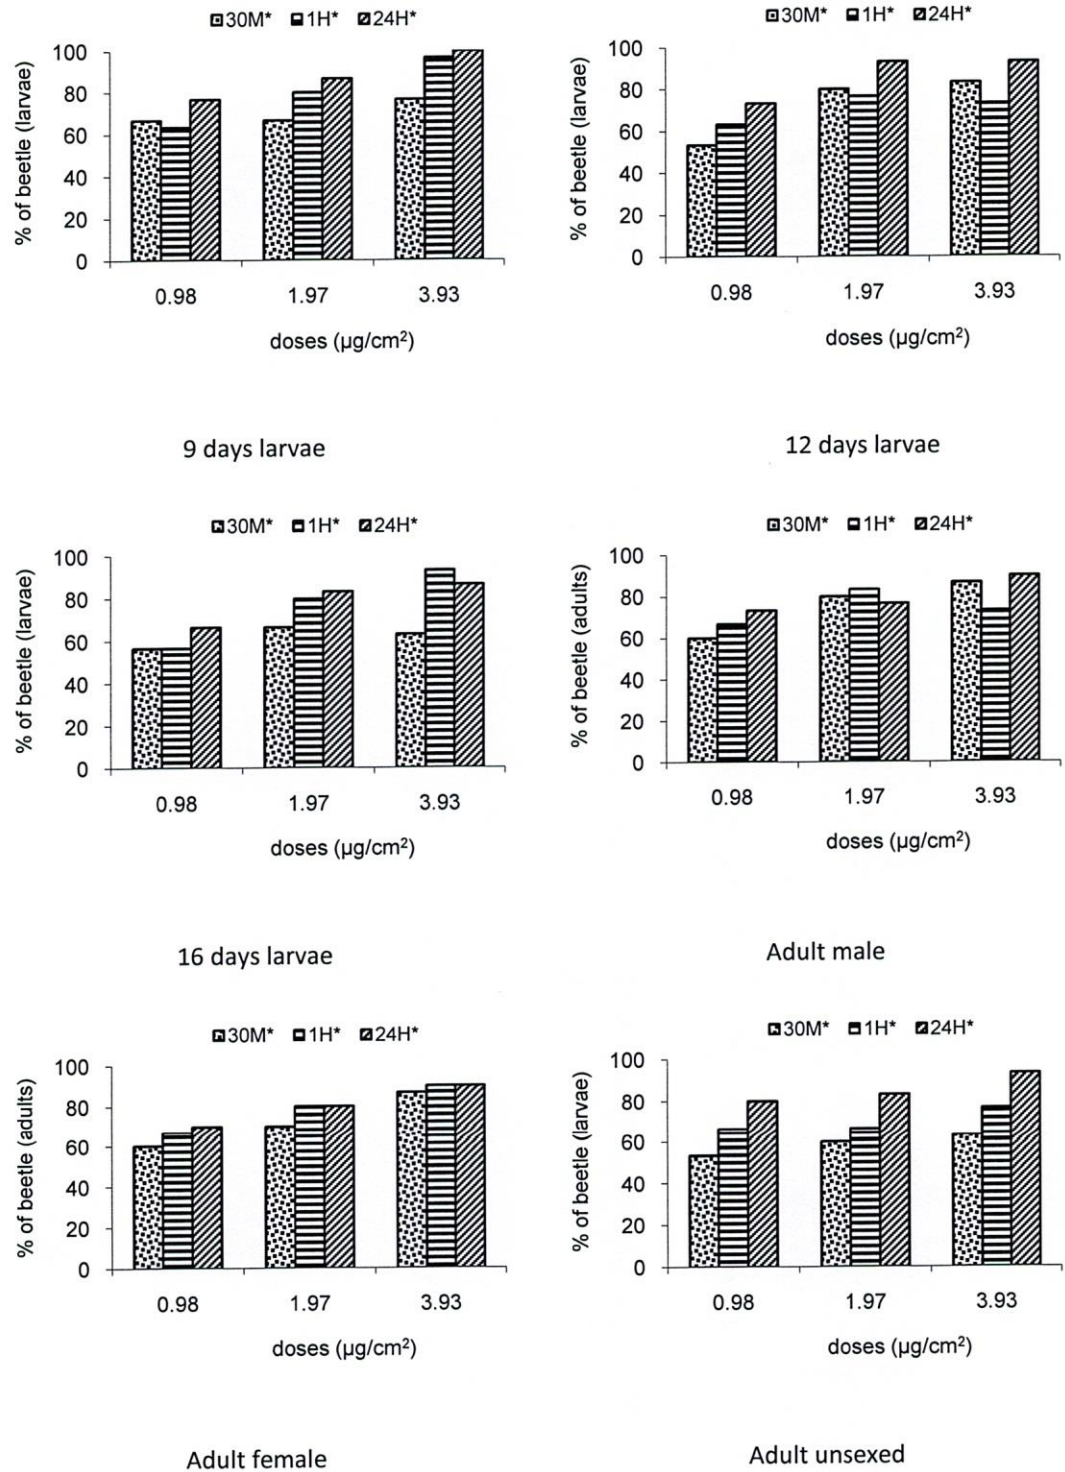 30M* 1H* 24H*
% of beetle (larvae)
100
80
60
40
20
0
0.98 1.97 3.93
doses (µg/cm²)
9 days larvae
30M* 1H* 24H*
% of beetle (larvae)
100
80
60
40
20
0
0.98 1.97 3.93
doses (µg/cm²)
12 days larvae
30M* 1H* 24H*
% of beetle (larvae)
100
80
60
40
20
0
0.98 1.97 3.93
doses (µg/cm²)
16 days larvae
30M* 1H* 24H*
% of beetle (adults)
100
80
60
40
20
0
0.98 1.97 3.93
doses (µg/cm²)
Adult male
30M* 1H* 24H*
% of beetle (adults)
100
80
60
40
20
0
0.98 1.97 3.93
doses (µg/cm²)
Adult female
30M* 1H* 24H*
% of beetle (larvae)
100
80
60
40
20
0
0.98 1.97 3.93
doses (µg/cm²)
Adult unsexed